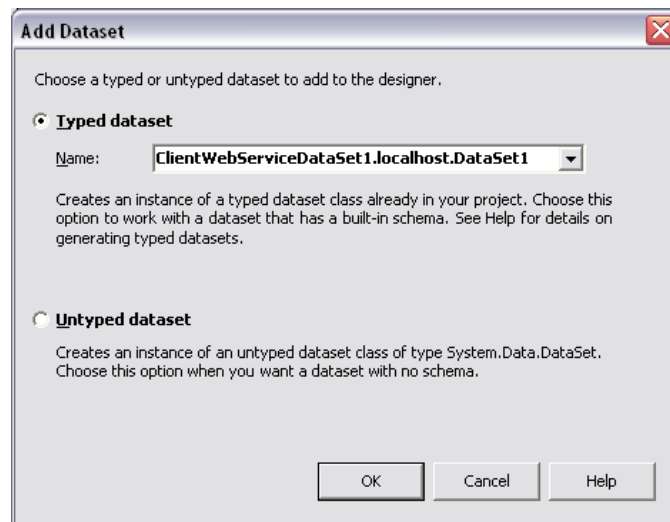 Add Dataset
Choose a typed or untyped dataset to add to the designer.
Typed dataset
Name: ClientWebServiceDataSet1.localhost.DataSet1
Creates an instance of a typed dataset class already in your project. Choose this
option to work with a dataset that has a built-in schema. See Help for details on
generating typed datasets.
Untyped dataset
Creates an instance of an untyped dataset class of type System.Data.DataSet.
Choose this option when you want a dataset with no schema.
OK Cancel Help